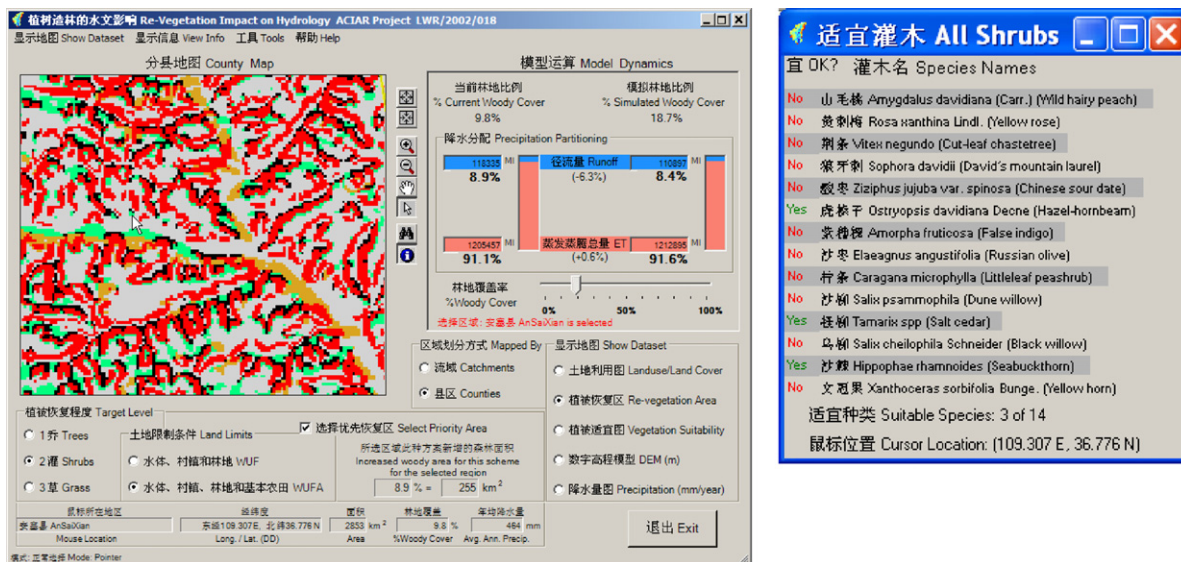 植树造林的水文影响 Re-Vegetation Impact on Hydrology ACIAR Project LWR/2002/018
显示地图 Show Dataset 显示信息 View Info 工具 Tools 帮助 Help
分县地图 County Map
模型运算 Model Dynamics
当前林地比例 模拟林地比例
% Current Woody Cover % Simulated Woody Cover
9.8% 18.7%
降水分配 Precipitation Partitioning
118335 Ml 径流量 Runoff 110897 Ml
8.9% (-6.3%) 8.4%
1205457 Ml 蒸发蒸腾总量 ET 1212895 Ml
91.1% (+0.6%) 91.6%
林地覆盖率
%Woody Cover
0% 50% 100%
选择区域: 安塞县 AnSaiXian is selected
区域划分方式 Mapped By
流域 Catchments
县区 Counties
显示地图 Show Dataset
土地利用图 Landuse/Land Cover
植被恢复区 Re-vegetation Area
植被适宜图 Vegetation Suitability
数字高程模型 DEM (m)
降水量图 Precipitation (mm/year)
植被恢复程度 Target Level
1乔 Trees
2灌 Shrubs
3草 Grass
土地限制条件 Land Limits
水体、村镇和林地 WUF
水体、村镇、林地和基本农田 WUFA
选择优先恢复区 Select Priority Area
所选区域此种方案新增的森林面积
Increased woody area for this scheme
for the selected region
8.9 % = 255 km2
鼠标所在地区 经纬度 面积 林地覆盖 年均降水量
安塞县 AnSaiXian 东经109.307E, 北纬36.776 N 2853 km2 9.8 % 464 mm
Mouse Location Long. / Lat. (DD) Area %Woody Cover Avg. Ann. Precip.
退出 Exit
模式: 正常选择 Mode: Pointer
适宜灌木 All Shrubs
宜 OK? 灌木名 Species Names
No 山毛桃 Amygdalus davidiana (Carr.) (Wild hairy peach)
No 黄刺梅 Rosa xanthina Lindl. (Yellow rose)
No 荆条 Vitex negundo (Cut-leaf chastetree)
No 狼牙刺 Sophora davidii (David's mountain laurel)
No 酸枣 Ziziphus jujuba var. spinosa (Chinese sour date)
Yes 虎榛子 Ostryopsis davidiana Decne (Hazel-hornbeam)
No 紫穗槐 Amorpha fruticosa (False indigo)
No 沙枣 Elaeagnus angustifolia (Russian olive)
No 柠条 Caragana microphylla (Littleleaf peashrub)
No 沙柳 Salix psammophila (Dune willow)
Yes 柽柳 Tamarix spp (Salt cedar)
No 乌柳 Salix cheilophila Schneider (Black willow)
Yes 沙棘 Hippophae rhamnoides (Seabuckthorn)
No 文冠果 Xanthoceras sorbifolia Bunge. (Yellow horn)
适宜种类 Suitable Species: 3 of 14
鼠标位置 Cursor Location: (109.307 E, 36.776 N)